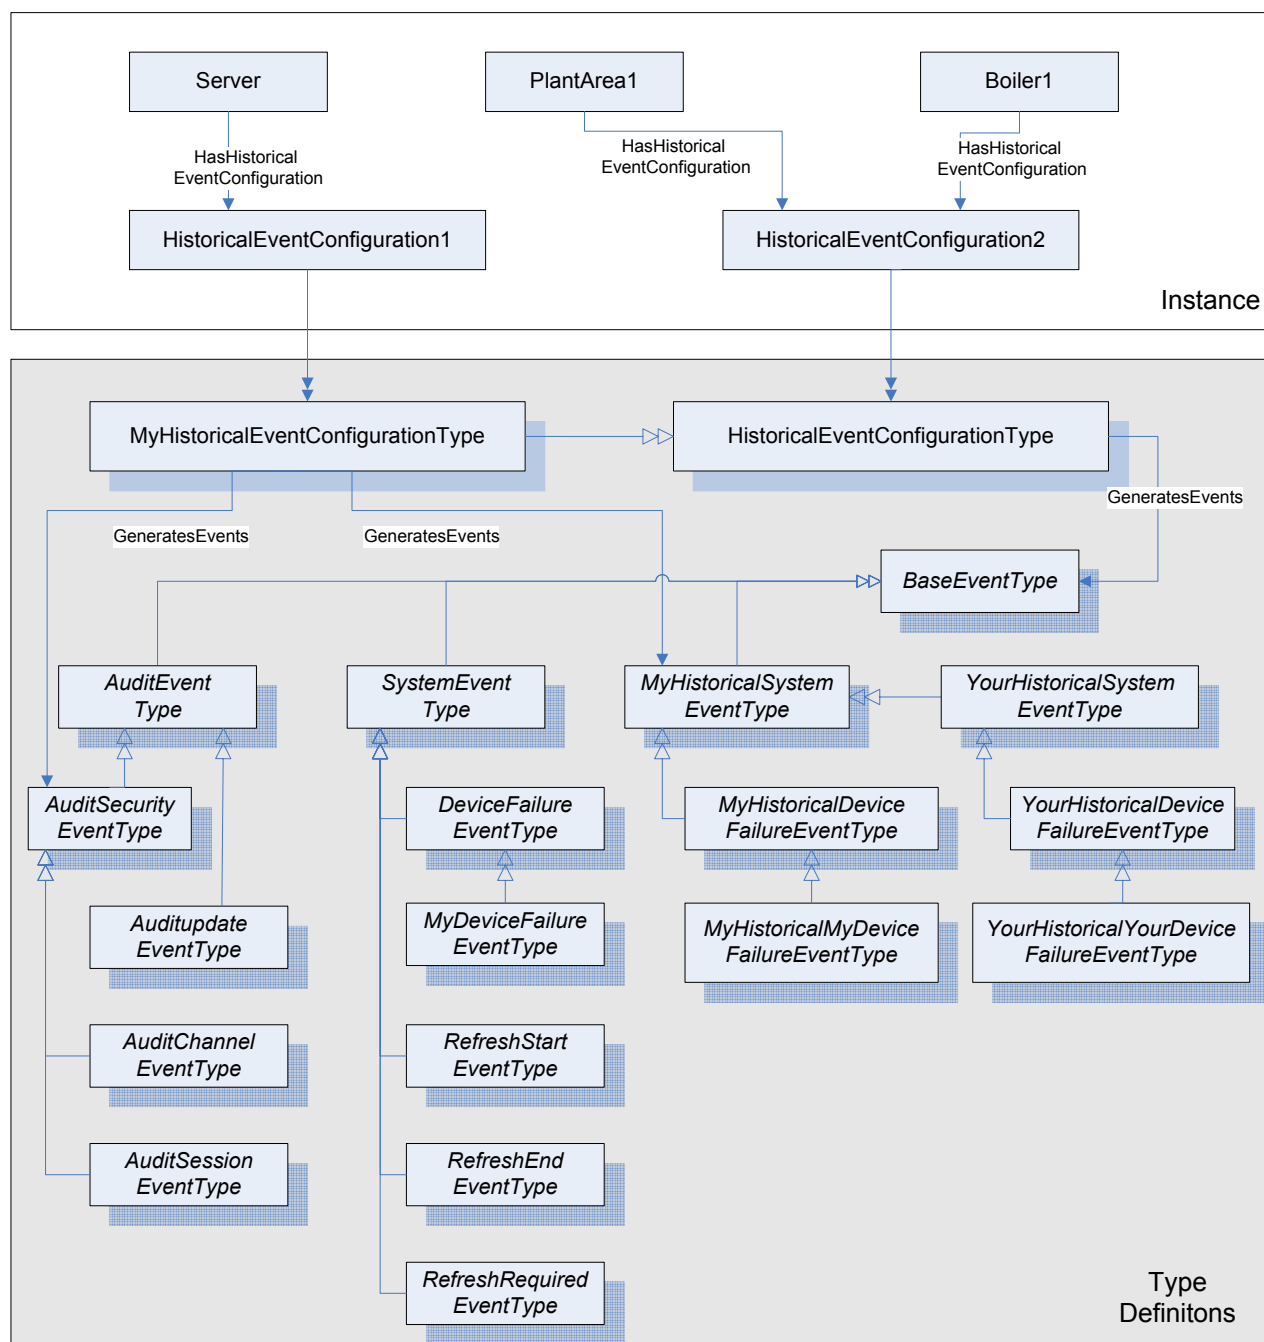 Server
PlantArea1
Boiler1
HasHistorical
EventConfiguration
HasHistorical
EventConfiguration
HasHistorical
EventConfiguration
HistoricalEventConfiguration1
HistoricalEventConfiguration2
Instance
MyHistoricalEventConfigurationType
HistoricalEventConfigurationType
GeneratesEvents
GeneratesEvents
GeneratesEvents
BaseEventType
AuditEvent
Type
SystemEvent
Type
MyHistoricalSystem
EventType
YourHistoricalSystem
EventType
AuditSecurity
EventType
DeviceFailure
EventType
MyHistoricalDevice
FailureEventType
YourHistoricalDevice
FailureEventType
Auditupdate
EventType
MyDeviceFailure
EventType
MyHistoricalMyDevice
FailureEventType
YourHistoricalYourDevice
FailureEventType
AuditChannel
EventType
RefreshStart
EventType
AuditSession
EventType
RefreshEnd
EventType
RefreshRequired
EventType
Type
Definitons